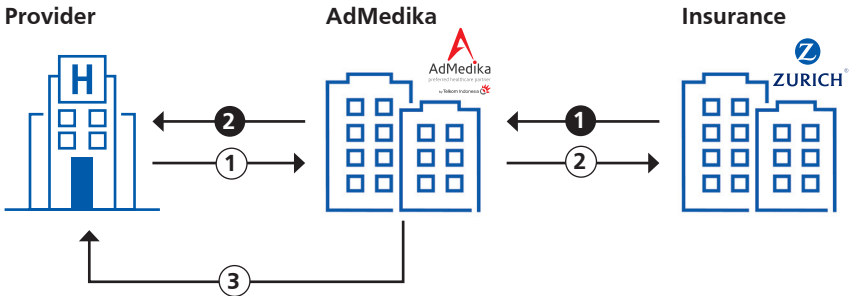 Provider
AdMedika
Insurance
H
AdMedika
preferred healthcare partner
by Telkom Indonesia
Z
ZURICH®
2
1
1
2
3